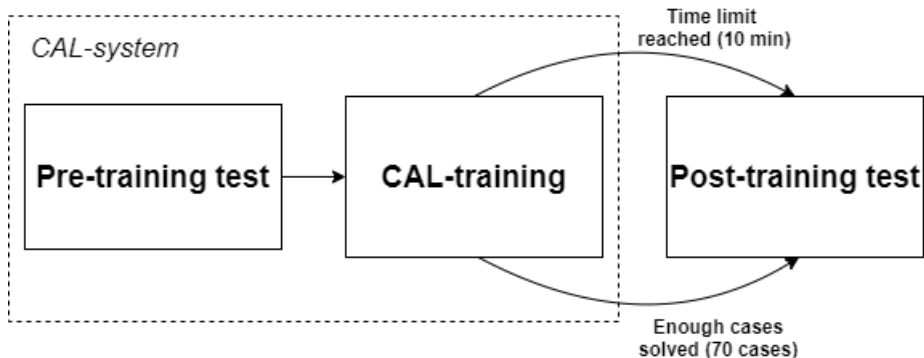 Time limit
reached (10 min)
CAL-system
Pre-training test
CAL-training
Post-training test
Enough cases
solved (70 cases)